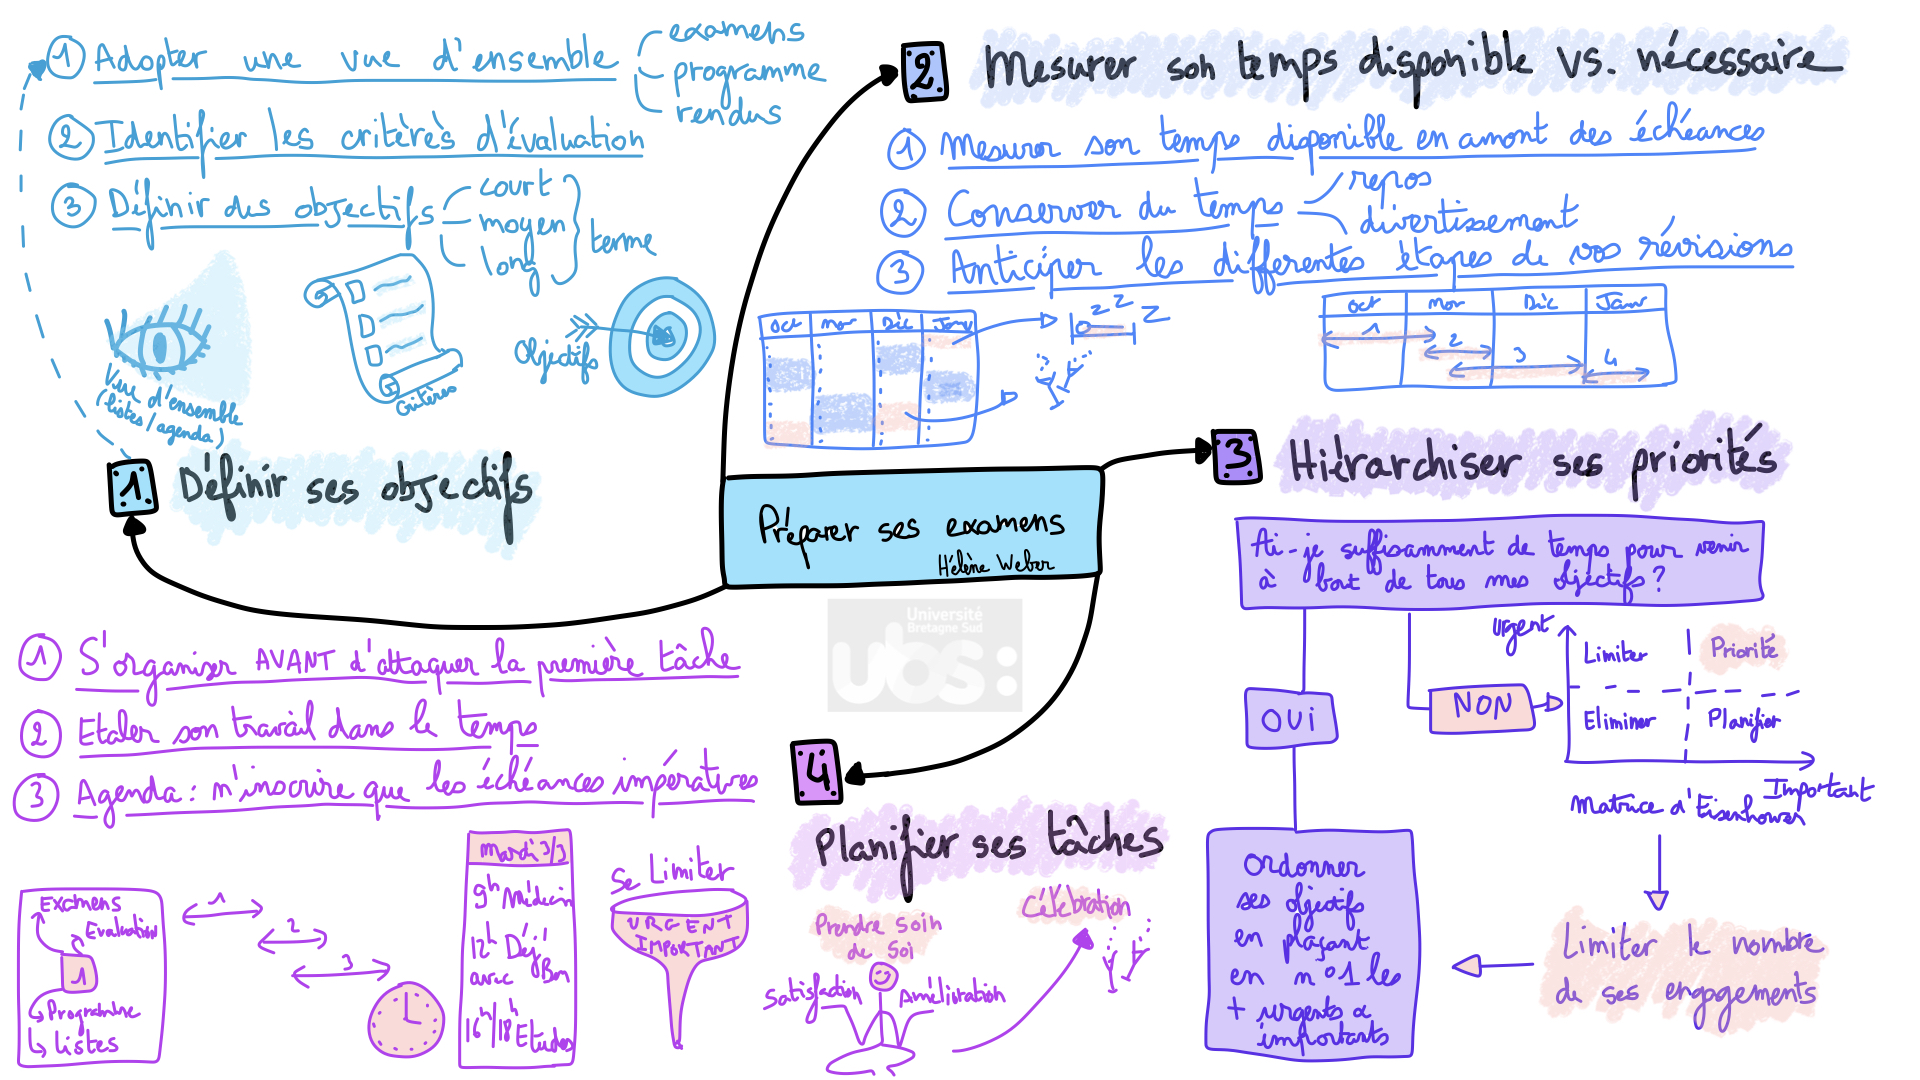 Préparer ses examens
Hélène Weber
Université
Bretagne Sud
ubs:
1 Définir ses objectifs
1 Adopter une vue d'ensemble
examens
programme
rendus
2 Identifier les critères d'évaluation
3 Définir des objectifs
court
moyen
long
terme
Vue d'ensemble
(listes/agenda)
Critères
Objectifs
2 Mesurer son temps disponible vs. nécessaire
1 Mesurer son temps disponible en amont des échéances
2 Conserver du temps
repos
divertissement
3 Anticiper les différentes étapes de vos révisions
Oct Nov Déc Janv
z z z
Oct Nov Déc Janv
1
2
3
4
3 Hiérarchiser ses priorités
Ai-je suffisamment de temps pour venir
à bout de tous mes objectifs ?
OUI
NON
Urgent
Limiter
Priorité
Eliminer
Planifier
Important
Matrice d'Eisenhower
Limiter le nombre
de ses engagements
Ordonner
ses objectifs
en plaçant
en n°1 les
+ urgents &
importants
4 Planifier ses tâches
1 S'organiser AVANT d'attaquer la première tâche
2 Etaler son travail dans le temps
3 Agenda : n'inscrire que les échéances impératives
Examens
Evaluation
1
Programme
Listes
1
2
3
Mardi 3/3
9h Médecin
12h Déj'
avec Ben
16h/18h Etudes
Se Limiter
URGENT
IMPORTANT
Prendre soin
de Soi
Satisfaction
Amélioration
Célébration